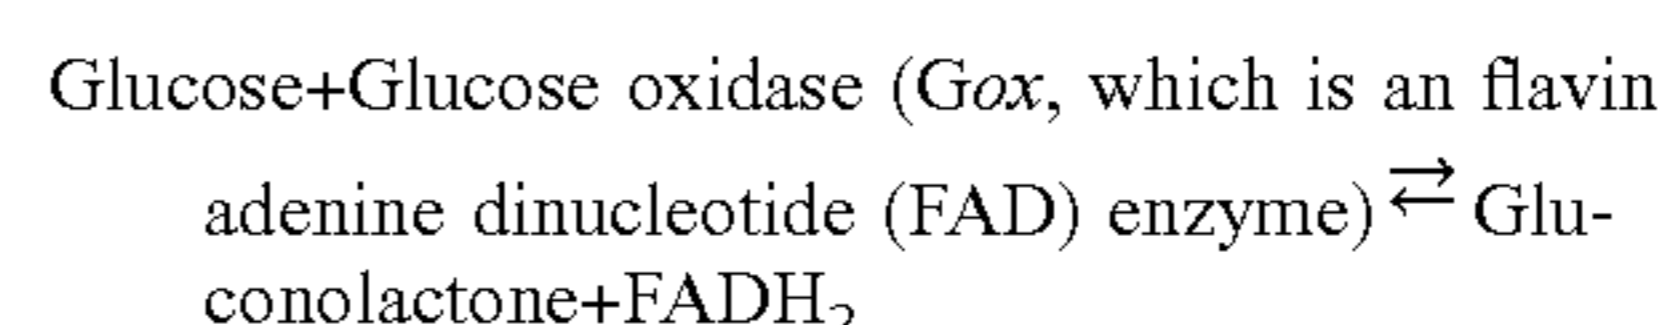 Glucose+Glucose oxidase (Gox, which is an flavin
adenine dinucleotide (FAD) enzyme)⇄Glu-
conolactone+FADH₂